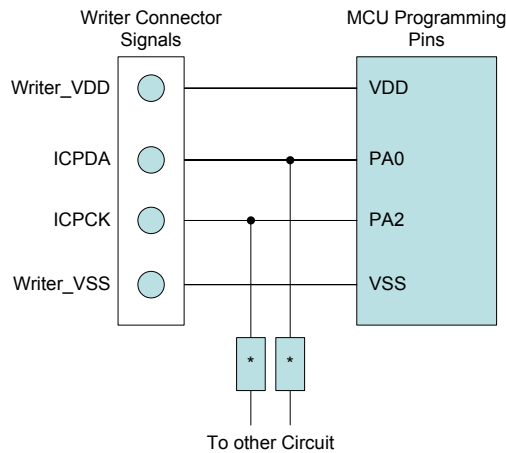 Writer Connector
Signals
MCU Programming
Pins
Writer_VDD
VDD
ICPDA
PA0
ICPCK
PA2
Writer_VSS
VSS
*
*
To other Circuit